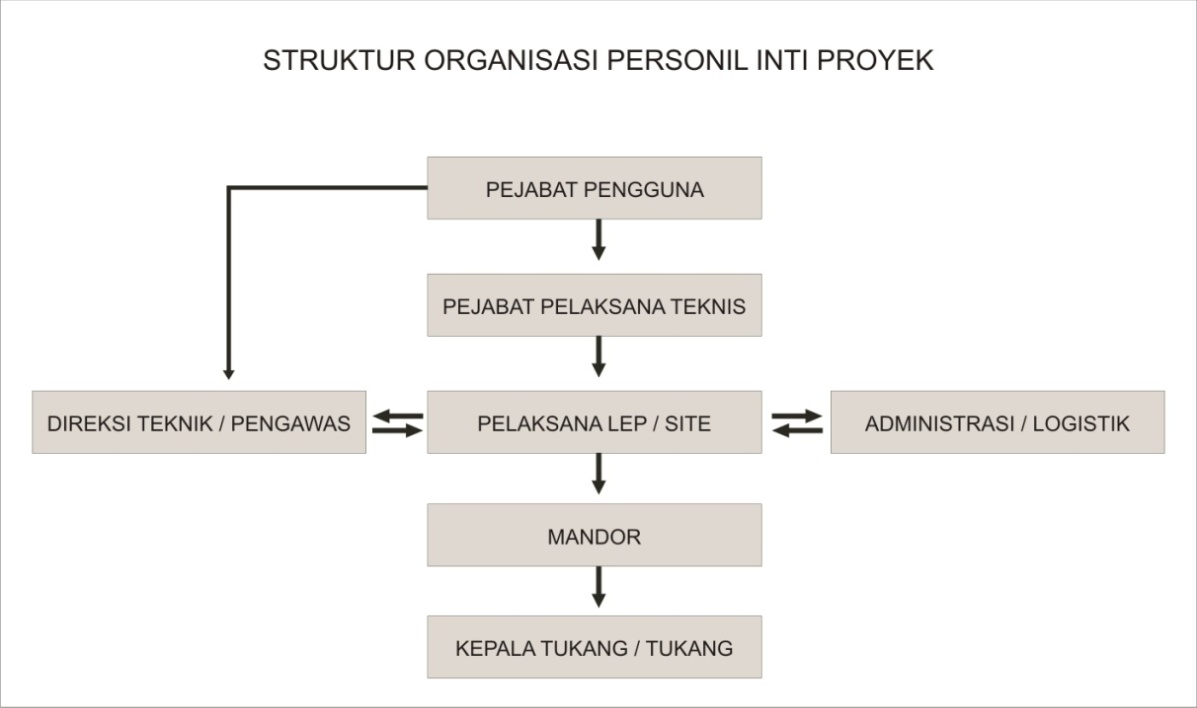 STRUKTUR ORGANISASI PERSONIL INTI PROYEK
PEJABAT PENGGUNA
PEJABAT PELAKSANA TEKNIS
DIREKSI TEKNIK / PENGAWAS
PELAKSANA LEP / SITE
ADMINISTRASI / LOGISTIK
MANDOR
KEPALA TUKANG / TUKANG